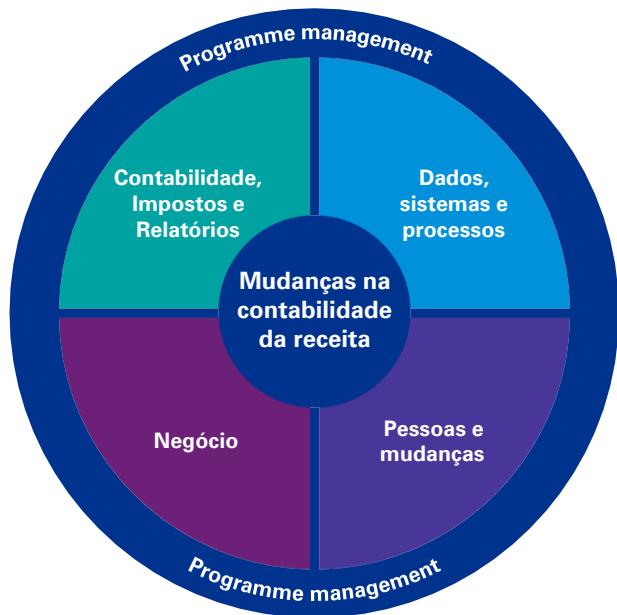 Programme management
Contabilidade,
Impostos e
Relatórios
Dados,
sistemas e
processos
Mudanças na
contabilidade
da receita
Negócio
Pessoas e
mudanças
Programme management